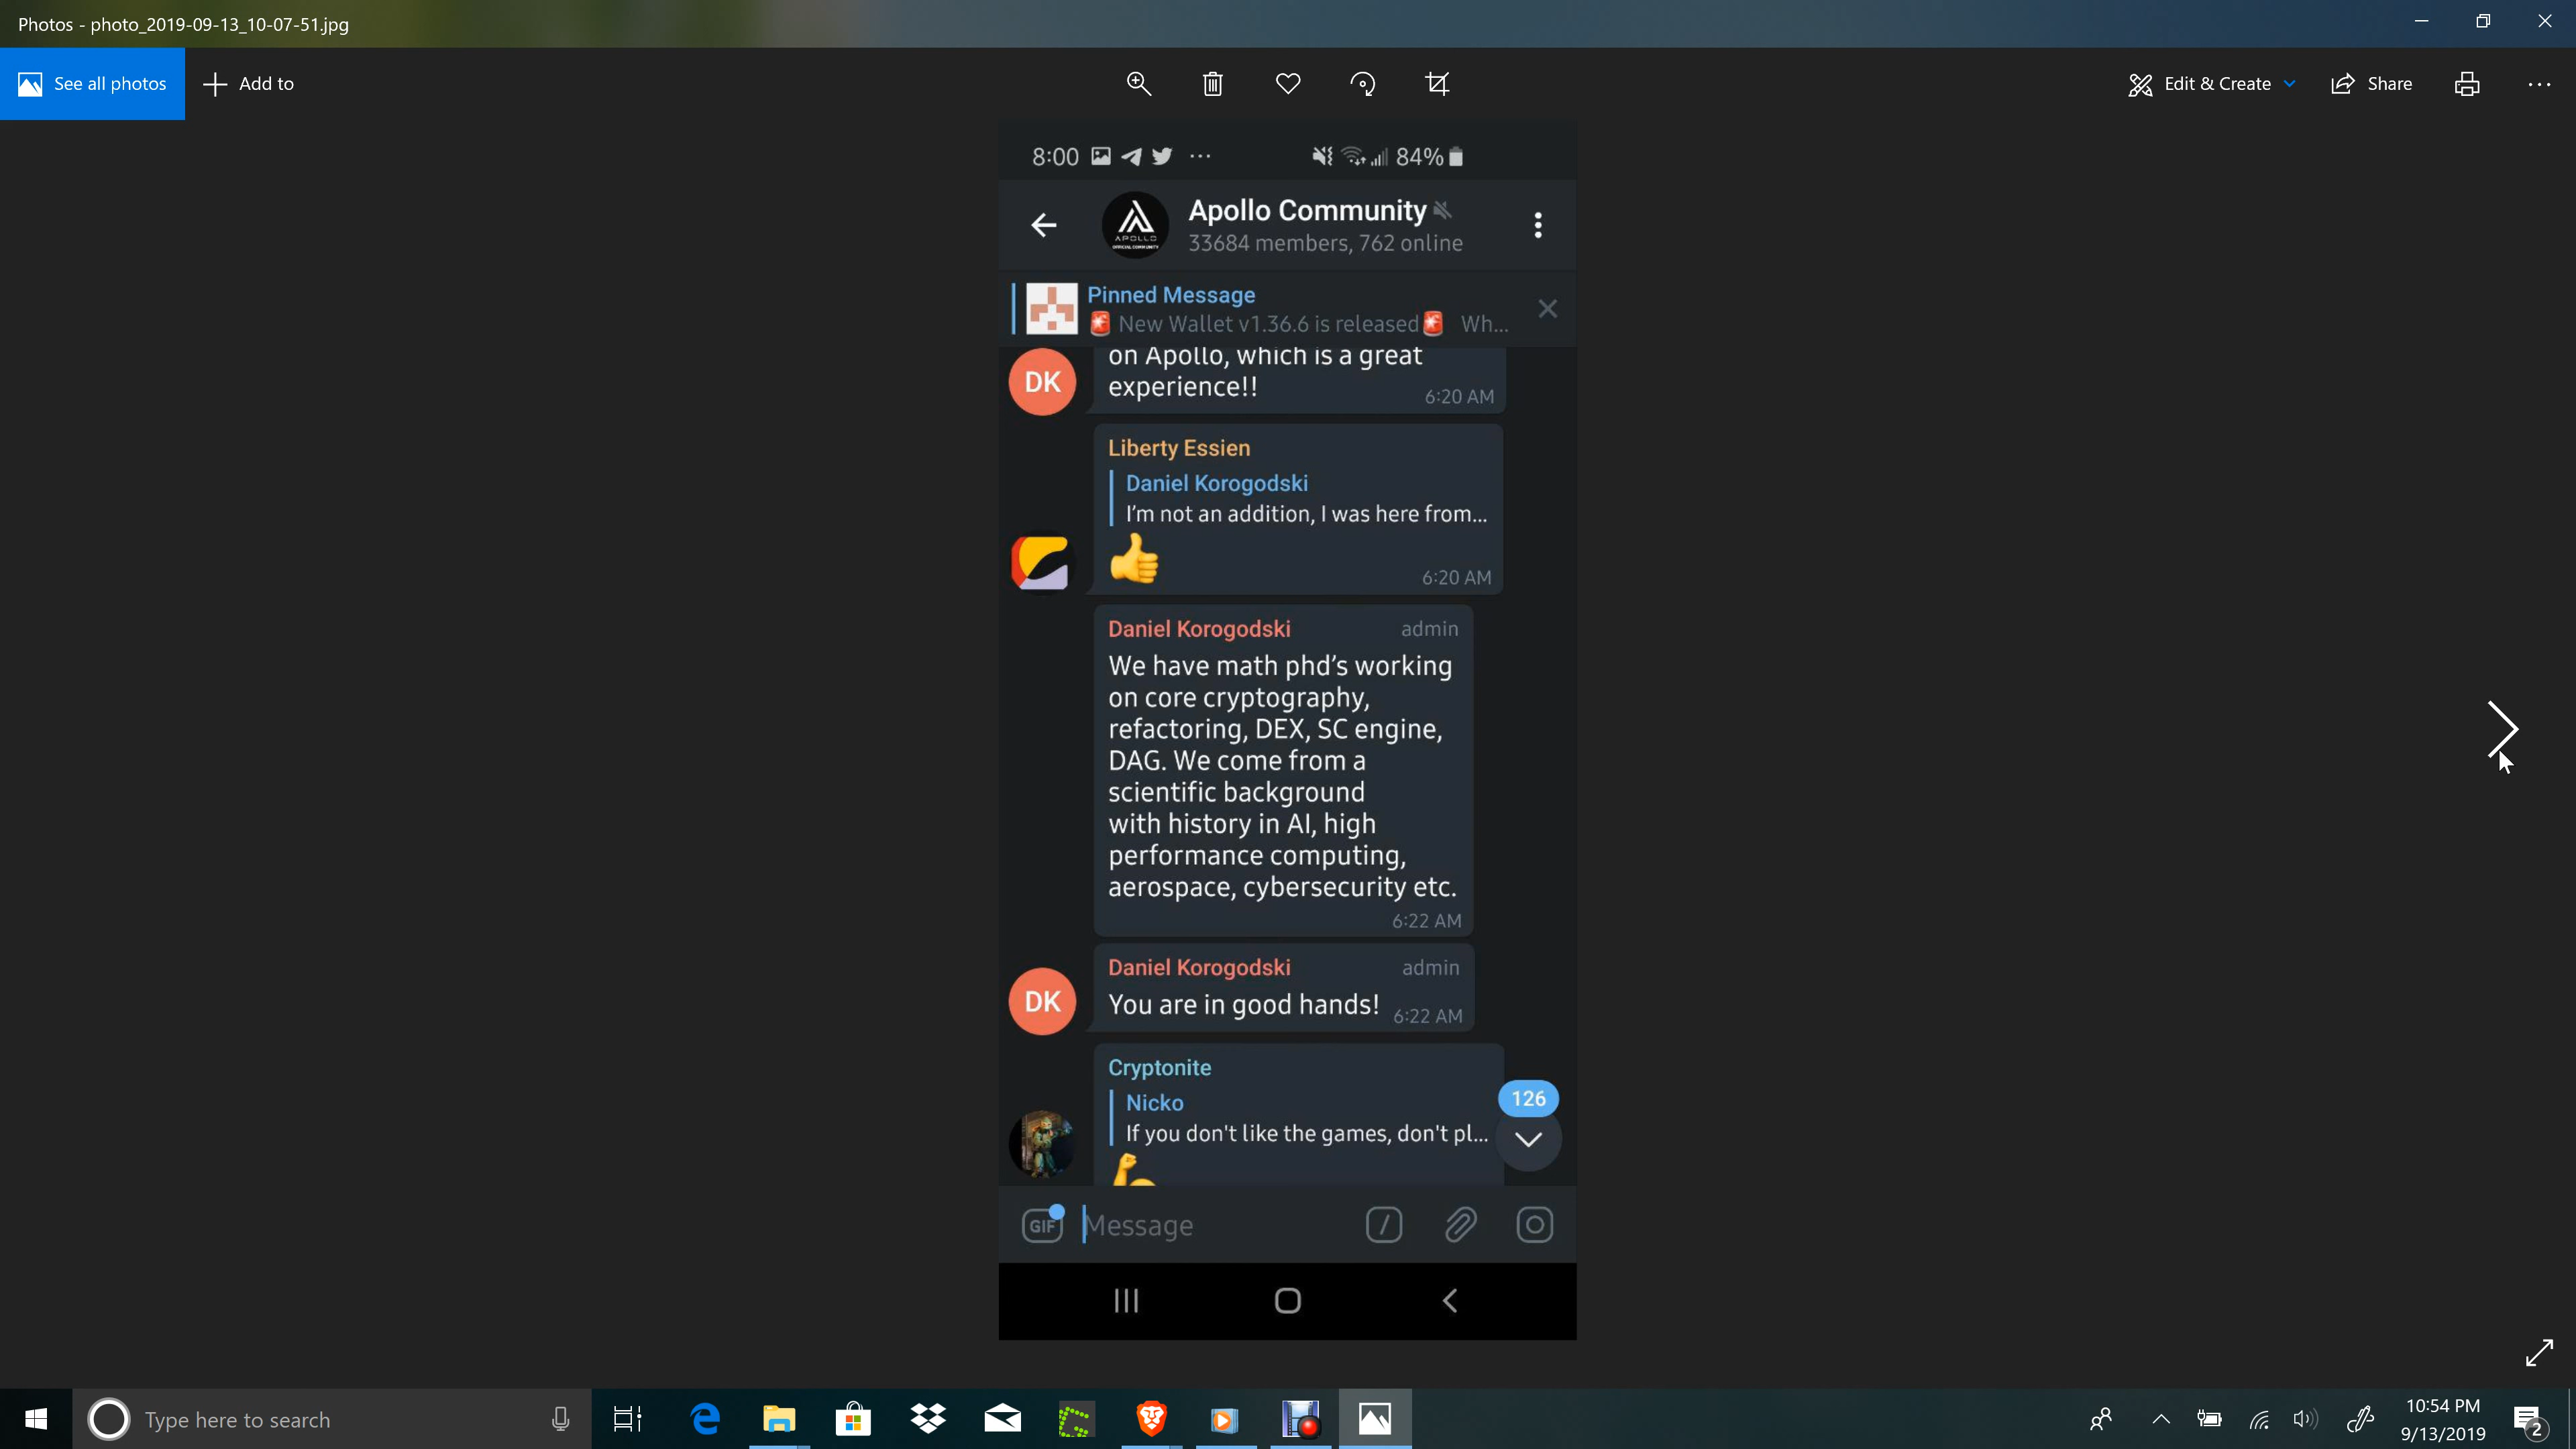 Photos - photo_2019-09-13_10-07-51.jpg
See all photos
Add to
Edit & Create
Share
8:00
84%
APOLLO
OFFICIAL COMMUNITY
Apollo Community
33684 members, 762 online
Pinned Message
🚨 New Wallet v1.36.6 is released🚨 Wh...
DK
on Apollo, which is a great
experience!!
6:20 AM
Liberty Essien
Daniel Korogodski
I'm not an addition, I was here from...
👍
6:20 AM
Daniel Korogodski admin
We have math phd's working
on core cryptography,
refactoring, DEX, SC engine,
DAG. We come from a
scientific background
with history in AI, high
performance computing,
aerospace, cybersecurity etc.
6:22 AM
Daniel Korogodski admin
DK
You are in good hands! 6:22 AM
Cryptonite
Nicko
If you don't like the games, don't pl...
126
GIF
Message
Type here to search
10:54 PM
9/13/2019
2